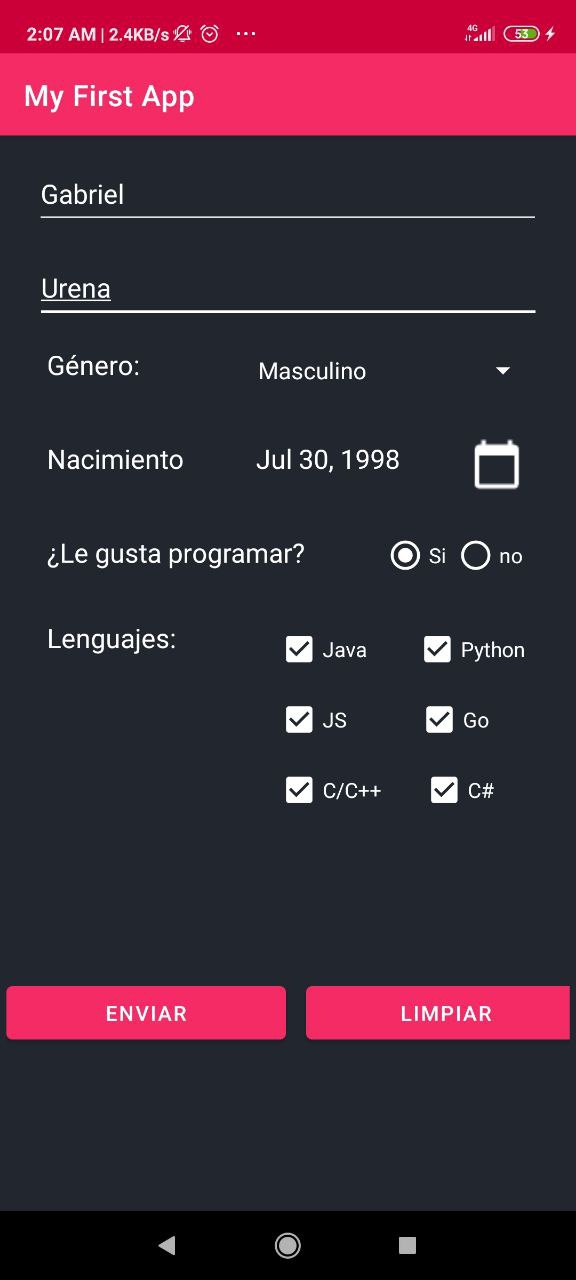 2:07 AM | 2.4KB/s ... 4G 53
My First App
Gabriel
Urena
Género: Masculino
Nacimiento Jul 30, 1998
¿Le gusta programar? Si no
Lenguajes: Java Python
JS Go
C/C++ C#
ENVIAR LIMPIAR